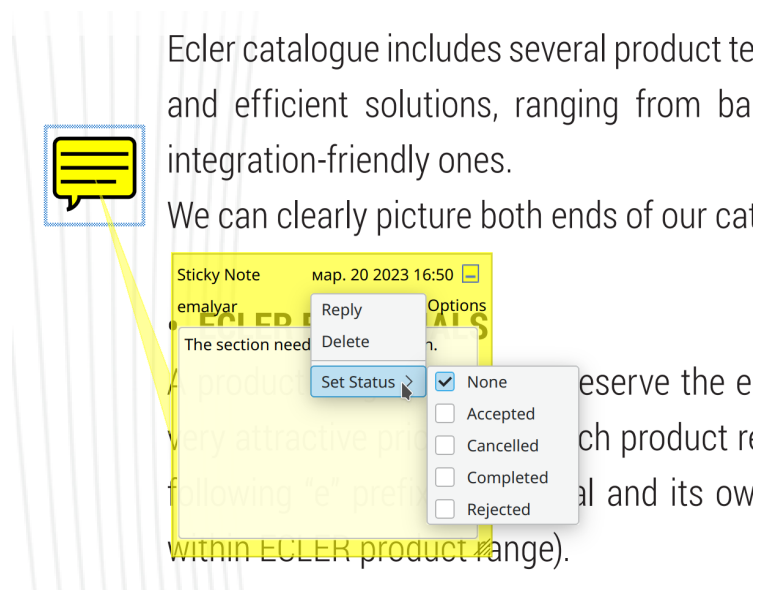 Ecler catalogue includes several product te
and efficient solutions, ranging from ba
integration-friendly ones.
We can clearly picture both ends of our cat
Sticky Note мар. 20 2023 16:50
emalyar Options
• ECLER
The section need
Reply
Delete
Set Status
None
Accepted
Cancelled
Completed
Rejected
A product eserve the e
very attractive ch product re
following "e" prefix al and its ow
within ECLER product range).